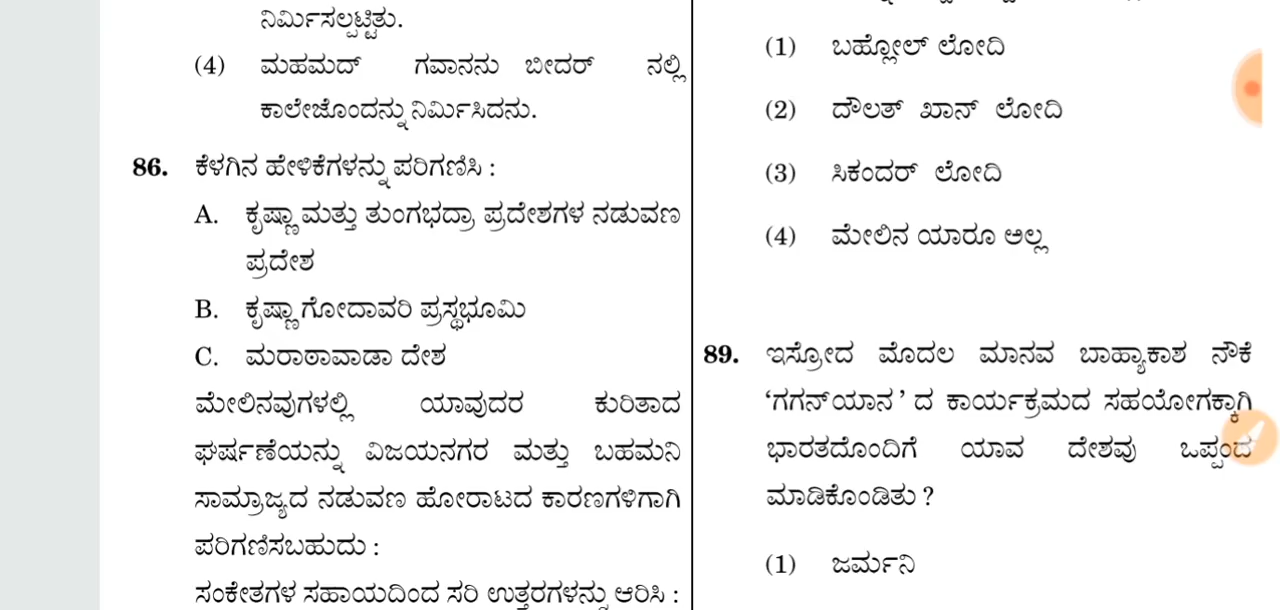 ನಿರ್ಮಿಸಲ್ಪಟ್ಟಿತು.
(4) ಮಹಮದ್ ಗವಾನನು ಬೀದರ್ ನಲ್ಲಿ
ಕಾಲೇಜೊಂದನ್ನು ನಿರ್ಮಿಸಿದನು.
86. ಕೆಳಗಿನ ಹೇಳಿಕೆಗಳನ್ನು ಪರಿಗಣಿಸಿ :
A. ಕೃಷ್ಣಾ ಮತ್ತು ತುಂಗಭದ್ರಾ ಪ್ರದೇಶಗಳ ನಡುವಣ
ಪ್ರದೇಶ
B. ಕೃಷ್ಣಾ ಗೋದಾವರಿ ಪ್ರಸ್ಥಭೂಮಿ
C. ಮರಾಠಾವಾಡಾ ದೇಶ
ಮೇಲಿನವುಗಳಲ್ಲಿ ಯಾವುದರ ಕುರಿತಾದ
ಘರ್ಷಣೆಯನ್ನು ವಿಜಯನಗರ ಮತ್ತು ಬಹಮನಿ
ಸಾಮ್ರಾಜ್ಯದ ನಡುವಣ ಹೋರಾಟದ ಕಾರಣಗಳಿಗಾಗಿ
ಪರಿಗಣಿಸಬಹುದು :
ಸಂಕೇತಗಳ ಸಹಾಯದಿಂದ ಸರಿ ಉತ್ತರಗಳನ್ನು ಆರಿಸಿ :
(1) ಬಹ್ಲೋಲ್ ಲೋದಿ
(2) ದೌಲತ್ ಖಾನ್ ಲೋದಿ
(3) ಸಿಕಂದರ್ ಲೋದಿ
(4) ಮೇಲಿನ ಯಾರೂ ಅಲ್ಲ
89. ಇಸ್ರೋದ ಮೊದಲ ಮಾನವ ಬಾಹ್ಯಾಕಾಶ ನೌಕೆ
‘ಗಗನ್‌ಯಾನ’ ದ ಕಾರ್ಯಕ್ರಮದ ಸಹಯೋಗಕ್ಕಾಗಿ
ಭಾರತದೊಂದಿಗೆ ಯಾವ ದೇಶವು ಒಪ್ಪಂದ
ಮಾಡಿಕೊಂಡಿತು ?
(1) ಜರ್ಮನಿ